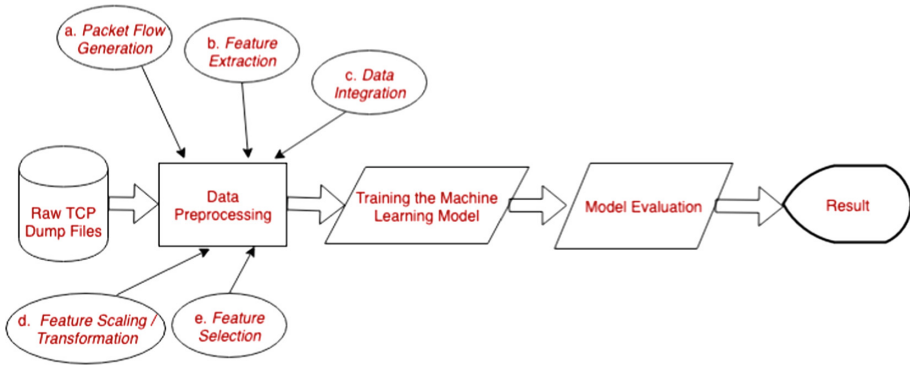 a. Packet Flow
Generation
b. Feature
Extraction
c. Data
Integration
Raw TCP
Dump Files
Data
Preprocessing
Training the Machine
Learning Model
Model Evaluation
Result
d. Feature Scaling /
Transformation
e. Feature
Selection